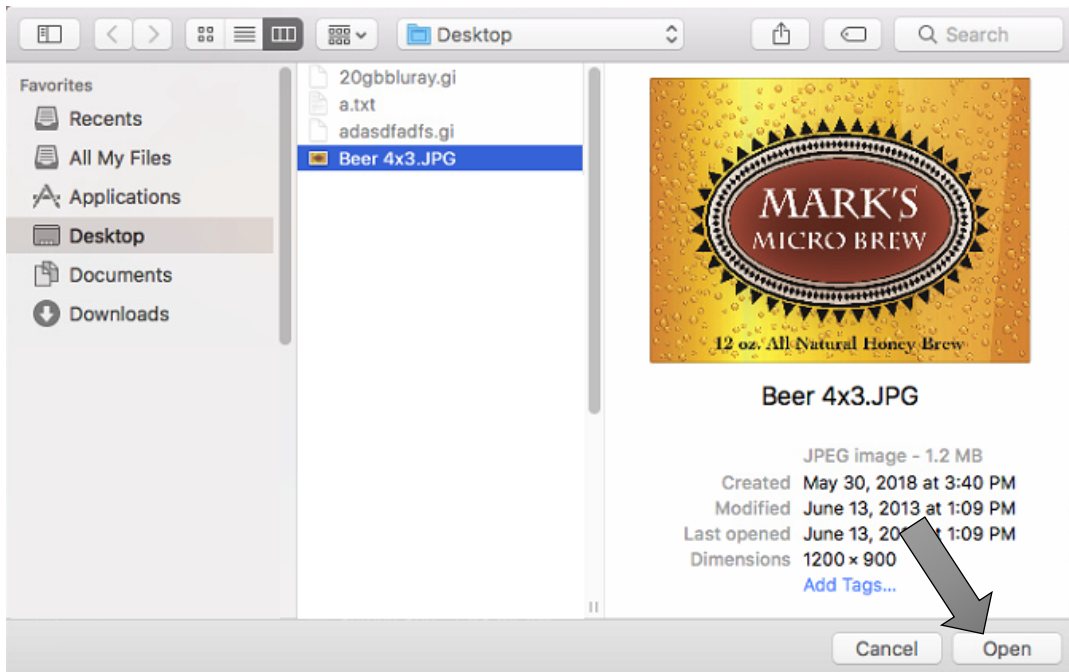 Desktop
Search
Favorites
Recents
All My Files
Applications
Desktop
Documents
Downloads
20gbbluray.gi
a.txt
adasdfadfs.gi
Beer 4x3.JPG
MARK'S
MICRO BREW
12 oz. All Natural Honey Brew
Beer 4x3.JPG
JPEG image - 1.2 MB
Created May 30, 2018 at 3:40 PM
Modified June 13, 2013 at 1:09 PM
Last opened June 13, at 1:09 PM
Dimensions 1200 × 900
Add Tags...
Cancel
Open